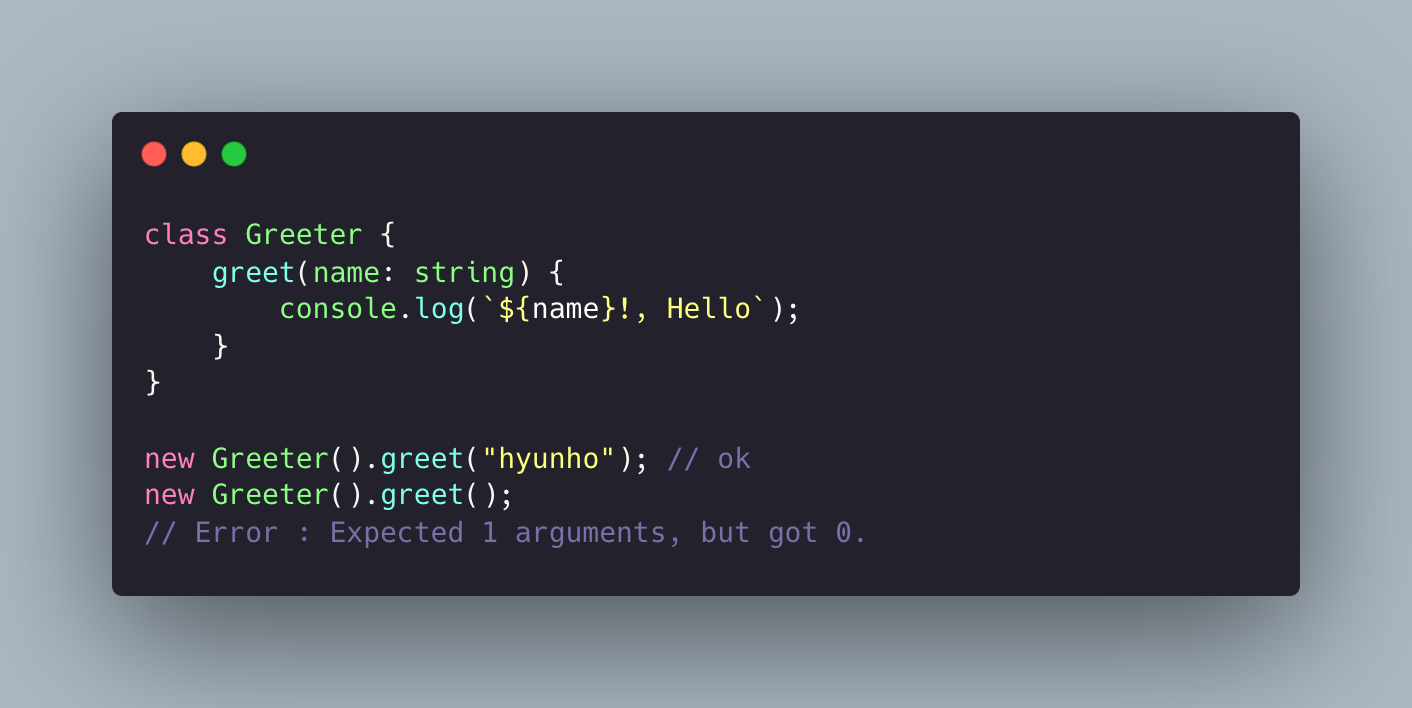 class Greeter {
    greet(name: string) {
        console.log(`${name}!, Hello`);
    }
}

new Greeter().greet("hyunho"); // ok
new Greeter().greet();
// Error : Expected 1 arguments, but got 0.